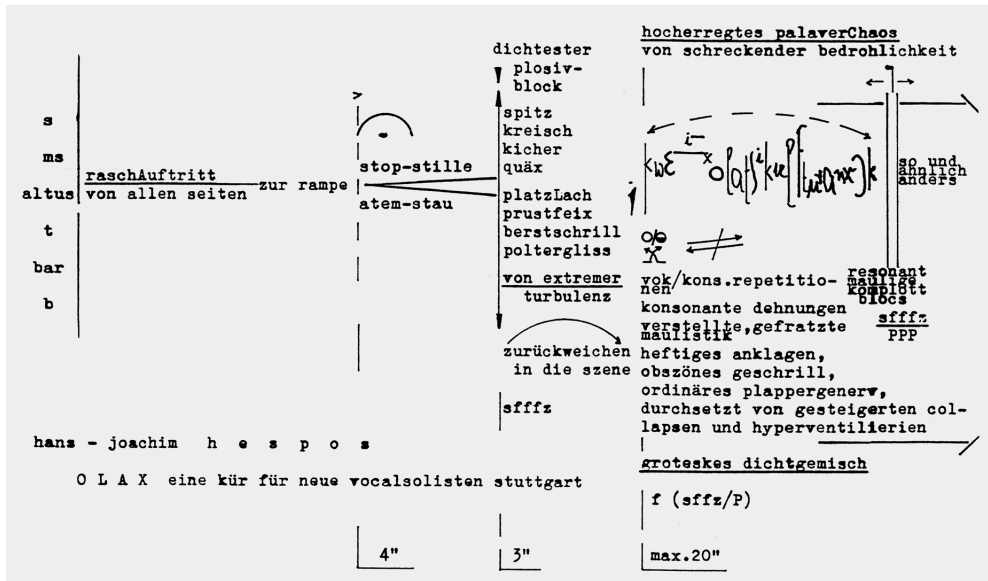 hocherregtes palaverChaos
von schreckender bedrohlichkeit
dichtester
plosiv-
block
s
ms
altus
t
bar
b
raschAuftritt
von allen seiten
zur rampe
>
stop-stille
atem-stau
spitz
kreisch
kicher
quäx
platzLach
prustfeix
berstschrill
poltergliss
von extremer
turbulenz
zurückweichen
in die szene
sfffz
so und
ähnlich
anders
vok/kons.repetitio-
nen
konsonante dehnungen
verstellte,gefratzte
maulistik
heftiges anklagen,
obszönes geschrill,
ordinäres plappergenerv,
durchsetzt von gesteigerten col-
lapsen und hyperventilierien
resonant
maulige
komplott
blocs
sfffz
PPP
groteskes dichtgemisch
f (sffz/P)
hans - joachim h e s p o s
O L A X eine kür für neue vocalsolisten stuttgart
4"
3"
max.20"